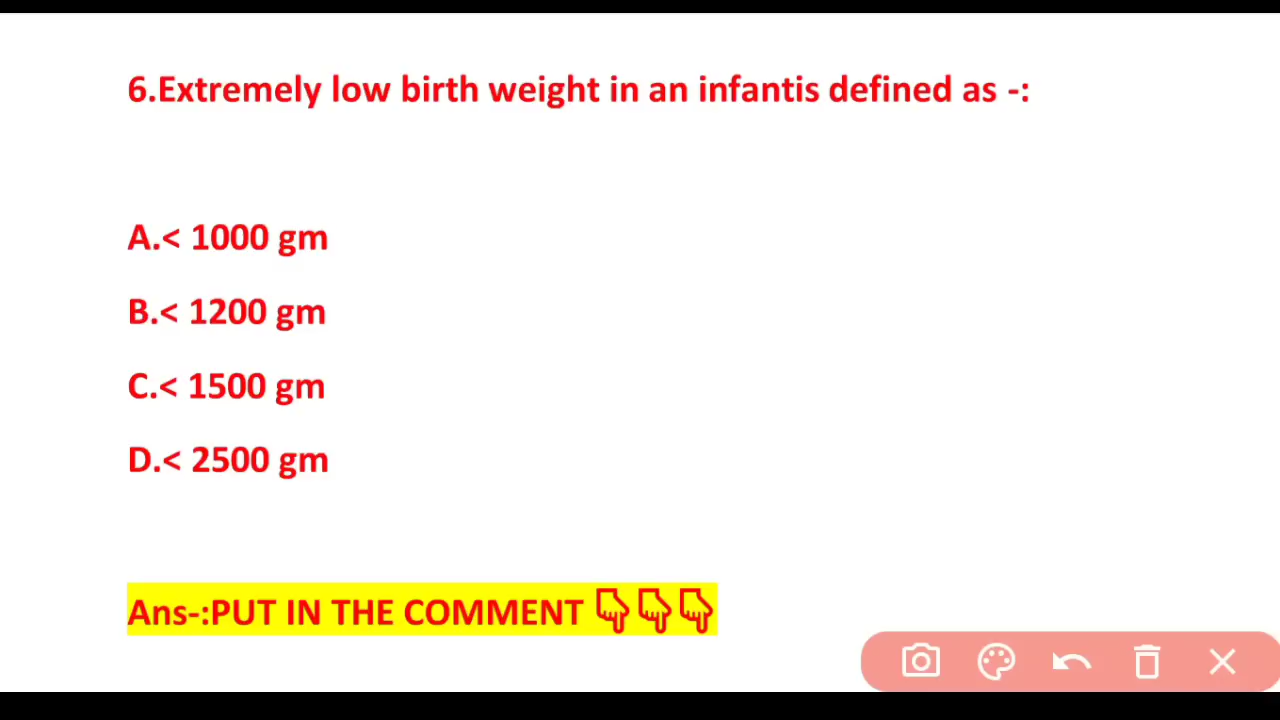 6.Extremely low birth weight in an infantis defined as -:
A.< 1000 gm
B.< 1200 gm
C.< 1500 gm
D.< 2500 gm
Ans-:PUT IN THE COMMENT 👇👇👇